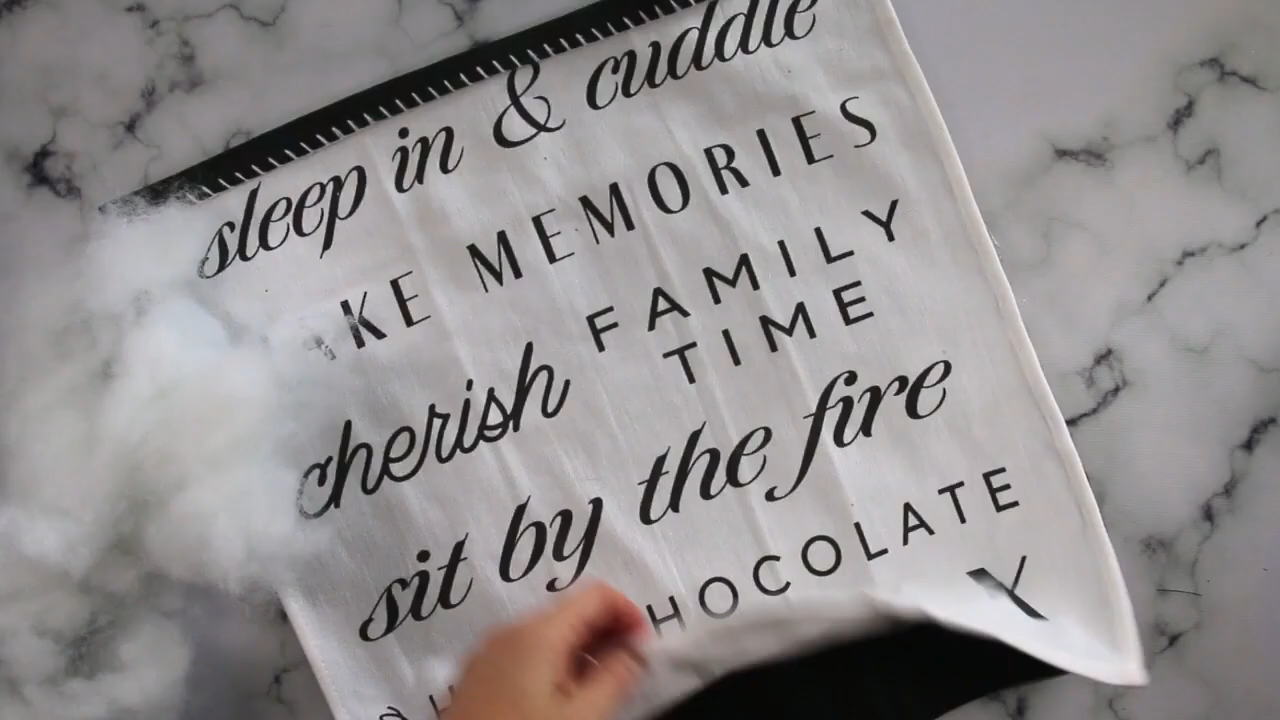 sleep in & cuddle
KE MEMORIES
cherish FAMILY
TIME
sit by the fire
HOCOLATE